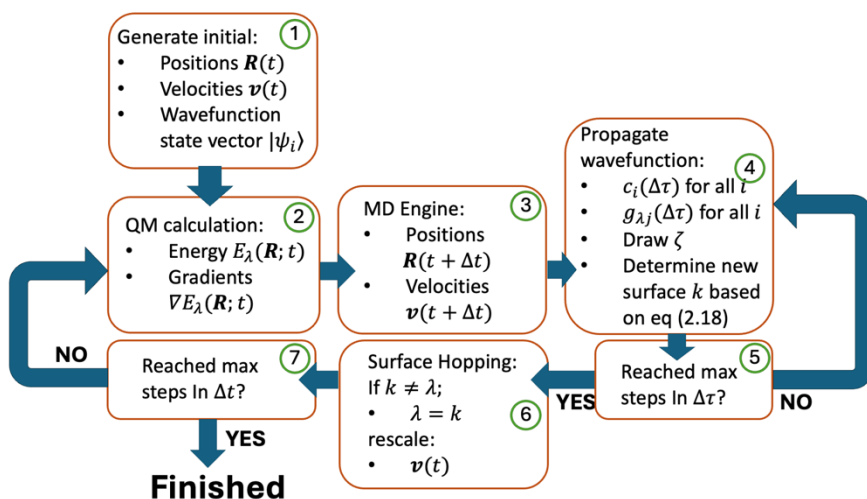 1
Generate initial:
• Positions 𝑹(𝑡)
• Velocities 𝒗(𝑡)
• Wavefunction
state vector |𝜓𝑖⟩
2
QM calculation:
• Energy 𝐸𝜆(𝑹; 𝑡)
• Gradients
∇𝐸𝜆(𝑹; 𝑡)
3
MD Engine:
• Positions
𝑹(𝑡 + Δ𝑡)
• Velocities
𝒗(𝑡 + Δ𝑡)
Propagate
wavefunction:
4
• 𝑐𝑖(Δ𝜏) for all 𝑖
• 𝑔𝜆𝑗(Δ𝜏) for all 𝑖
• Draw 𝜁
• Determine new
surface 𝑘 based
on eq (2.18)
5
Reached max
steps In Δ𝜏?
NO
YES
Surface Hopping:
If 𝑘 ≠ 𝜆;
• 𝜆 = 𝑘
6
rescale:
• 𝒗(𝑡)
7
Reached max
steps In Δ𝑡?
NO
YES
Finished